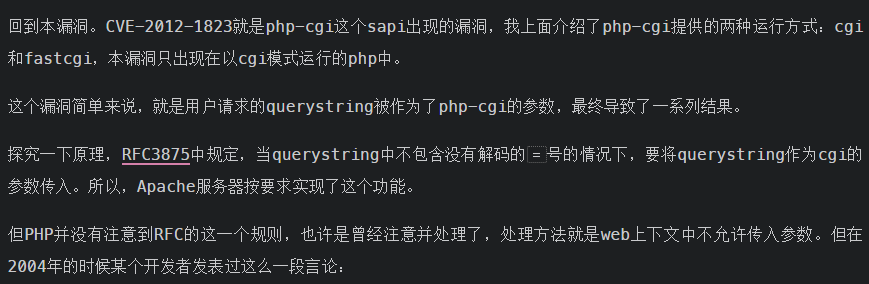 回到本漏洞。CVE-2012-1823就是php-cgi这个sapi出现的漏洞，我上面介绍了php-cgi提供的两种运行方式：cgi
和fastcgi，本漏洞只出现在以cgi模式运行的php中。
这个漏洞简单来说，就是用户请求的querystring被作为了php-cgi的参数，最终导致了一系列结果。
探究一下原理，RFC3875中规定，当querystring中不包含没有解码的=号的情况下，要将querystring作为cgi的
参数传入。所以，Apache服务器按要求实现了这个功能。
但PHP并没有注意到RFC的这一个规则，也许是曾经注意并处理了，处理方法就是web上下文中不允许传入参数。但在
2004年的时候某个开发者发表过这么一段言论：